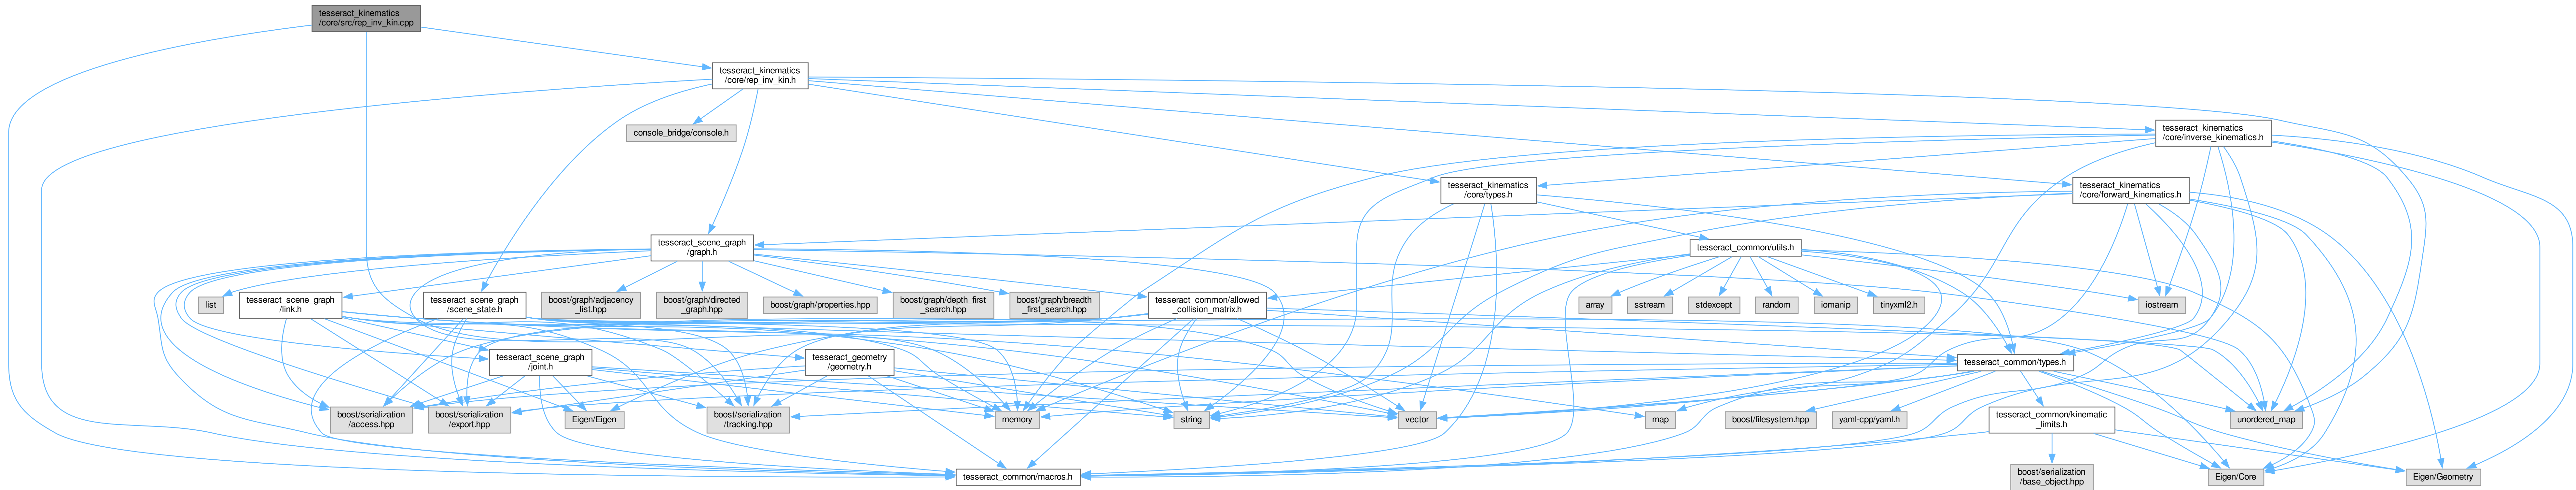 tesseract_kinematics
/core/src/rep_inv_kin.cpp
tesseract_kinematics
/core/rep_inv_kin.h
console_bridge/console.h
tesseract_kinematics
/core/inverse_kinematics.h
tesseract_kinematics
/core/types.h
tesseract_kinematics
/core/forward_kinematics.h
tesseract_scene_graph
/graph.h
tesseract_common/utils.h
list
tesseract_scene_graph
/link.h
tesseract_scene_graph
/scene_state.h
boost/graph/adjacency
_list.hpp
boost/graph/directed
_graph.hpp
boost/graph/properties.hpp
boost/graph/depth_first
_search.hpp
boost/graph/breadth
_first_search.hpp
tesseract_common/allowed
_collision_matrix.h
array
sstream
stdexcept
random
iomanip
tinyxml2.h
iostream
tesseract_scene_graph
/joint.h
tesseract_geometry
/geometry.h
tesseract_common/types.h
boost/serialization
/access.hpp
boost/serialization
/export.hpp
Eigen/Eigen
boost/serialization
/tracking.hpp
memory
string
vector
map
boost/filesystem.hpp
yaml-cpp/yaml.h
tesseract_common/kinematic
_limits.h
unordered_map
tesseract_common/macros.h
boost/serialization
/base_object.hpp
Eigen/Core
Eigen/Geometry